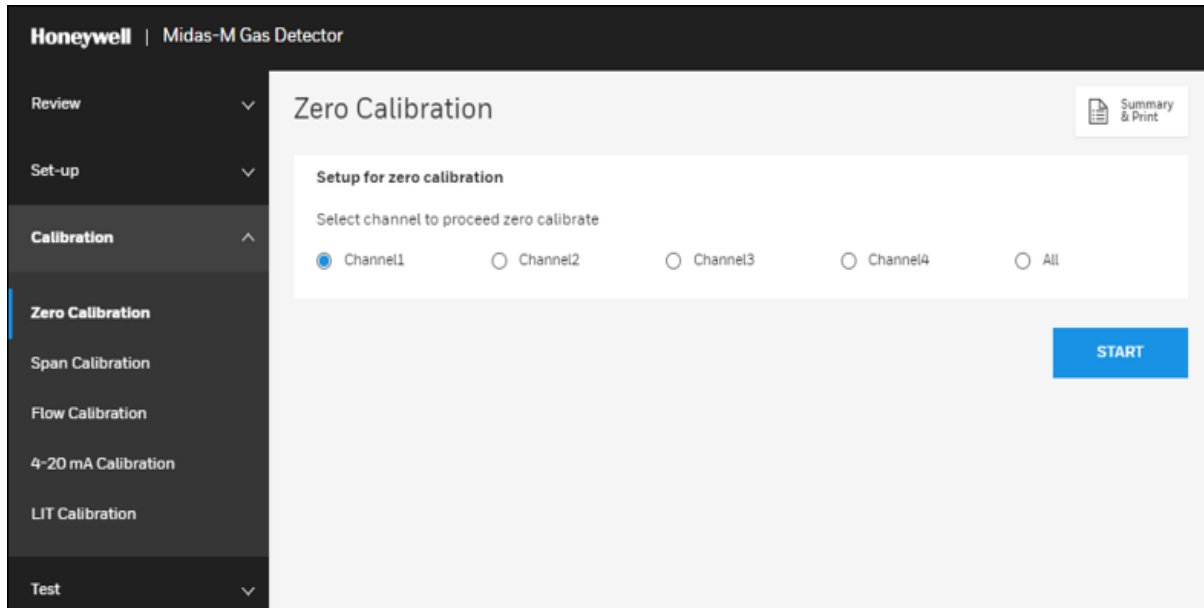 Honeywell | Midas-M Gas Detector
Review
Set-up
Calibration
Zero Calibration
Span Calibration
Flow Calibration
4-20 mA Calibration
LIT Calibration
Test
Zero Calibration
Summary
& Print
Setup for zero calibration
Select channel to proceed zero calibrate
Channel1 Channel2 Channel3 Channel4 All
START